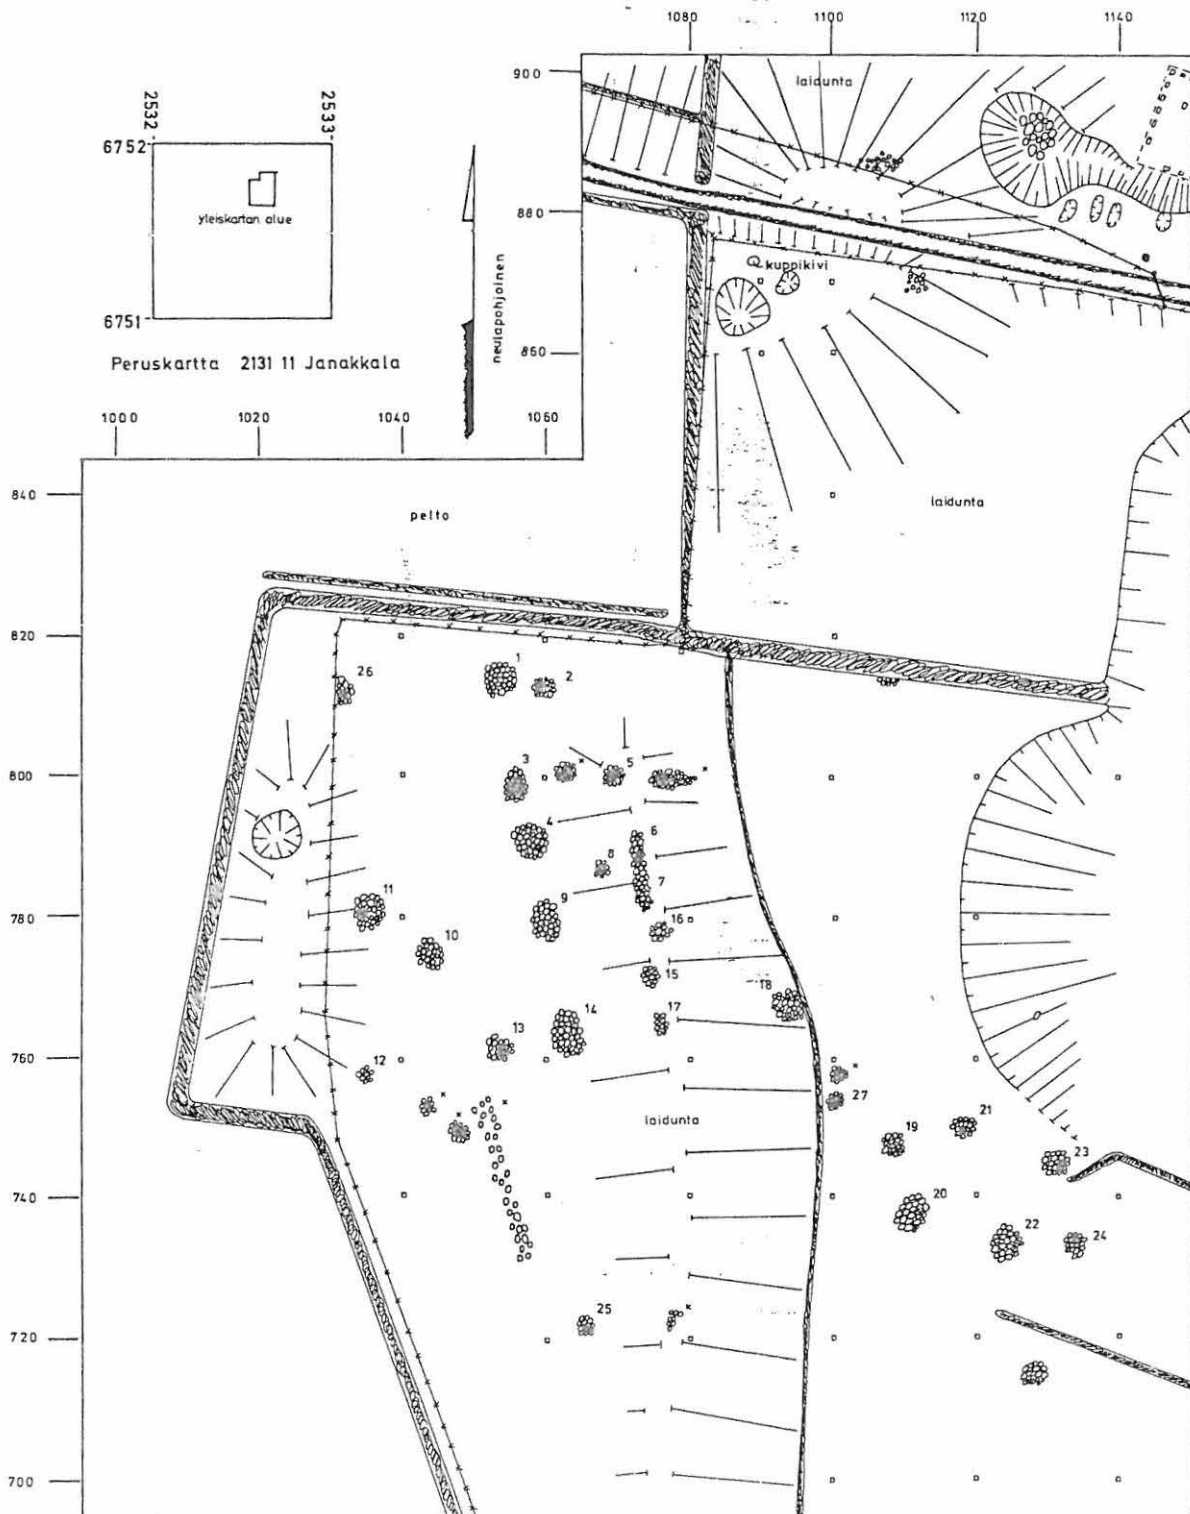 1080 1100 1120 1140
900
laidunta
2532 2533
6752
yleiskartan alue
6751
Peruskartta 2131 11 Janakkala
neulapohjoinen
880
kuppikivi
860
1000 1020 1040 1060
840
pelto
laidunta
820
26 1 2
800
3 x 5 x
4 6
8 7
11 9
780
10 16
15
18
14 17
13
760
12 x
x x x
27
laidunta
19 21
23
740
20
22 24
25 x
720
700